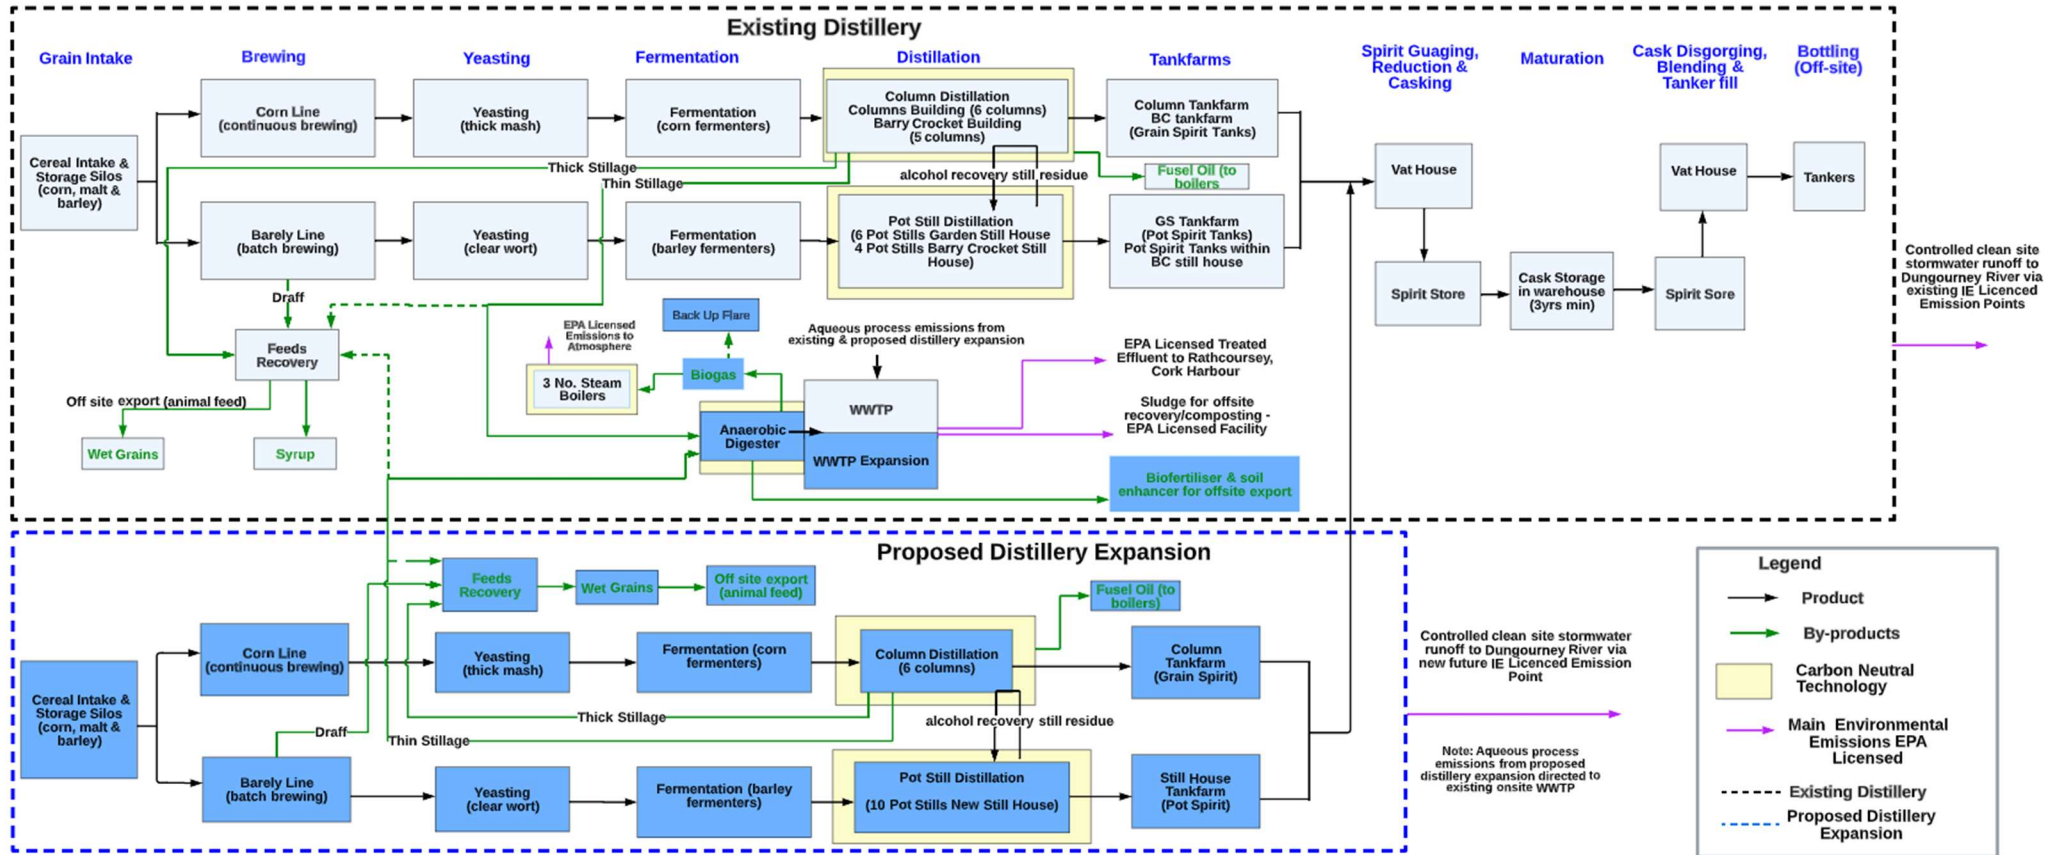 Existing Distillery
Grain Intake
Brewing
Yeasting
Fermentation
Distillation
Tankfarms
Spirit Guaging,
Reduction &
Casking
Maturation
Cask Disgorging,
Blending &
Tanker fill
Bottling
(Off-site)
Cereal Intake &
Storage Silos
(corn, malt &
barley)
Corn Line
(continuous brewing)
Yeasting
(thick mash)
Fermentation
(corn fermenters)
Column Distillation
Columns Building (6 columns)
Barry Crocket Building
(5 columns)
Column Tankfarm
BC tankfarm
(Grain Spirit Tanks)
Thick Stillage
Thin Stillage
alcohol recovery still residue
Fusel Oil (to
boilers
Barely Line
(batch brewing)
Yeasting
(clear wort)
Fermentation
(barley fermenters)
Pot Still Distillation
(6 Pot Stills Garden Still House
4 Pot Stills Barry Crocket Still
House)
GS Tankfarm
(Pot Spirit Tanks)
Pot Spirit Tanks within
BC still house
Vat House
Spirit Store
Cask Storage
in warehouse
(3yrs min)
Spirit Sore
Vat House
Tankers
Controlled clean site
stormwater runoff to
Dungourney River via
existing IE Licenced
Emission Points
Draff
Feeds
Recovery
Off site export (animal feed)
Wet Grains
Syrup
EPA Licensed
Emissions to
Atmosphere
3 No. Steam
Boilers
Back Up Flare
Biogas
Aqueous process emissions from
existing & proposed distillery expansion
Anaerobic
Digester
WWTP
WWTP Expansion
EPA Licensed Treated
Effluent to Rathcoursey,
Cork Harbour
Sludge for offsite
recovery/composting -
EPA Licensed Facility
Biofertiliser & soil
enhancer for offsite export
Proposed Distillery Expansion
Feeds
Recovery
Wet Grains
Off site export
(animal feed)
Fusel Oil (to
boilers)
Cereal Intake &
Storage Silos
(corn, malt &
barley)
Corn Line
(continuous brewing)
Yeasting
(thick mash)
Fermentation (corn
fermenters)
Column Distillation
(6 columns)
Column
Tankfarm
(Grain Spirit)
Thick Stillage
Draff
Thin Stillage
alcohol recovery still residue
Barely Line
(batch brewing)
Yeasting
(clear wort)
Fermentation (barley
fermenters)
Pot Still Distillation
(10 Pot Stills New Still House)
Still House
Tankfarm
(Pot Spirit)
Controlled clean site stormwater
runoff to Dungourney River via
new future IE Licenced Emission
Point
Note: Aqueous process
emissions from proposed
distillery expansion directed to
existing onsite WWTP
Legend
Product
By-products
Carbon Neutral
Technology
Main Environmental
Emissions EPA
Licensed
Existing Distillery
Proposed Distillery
Expansion